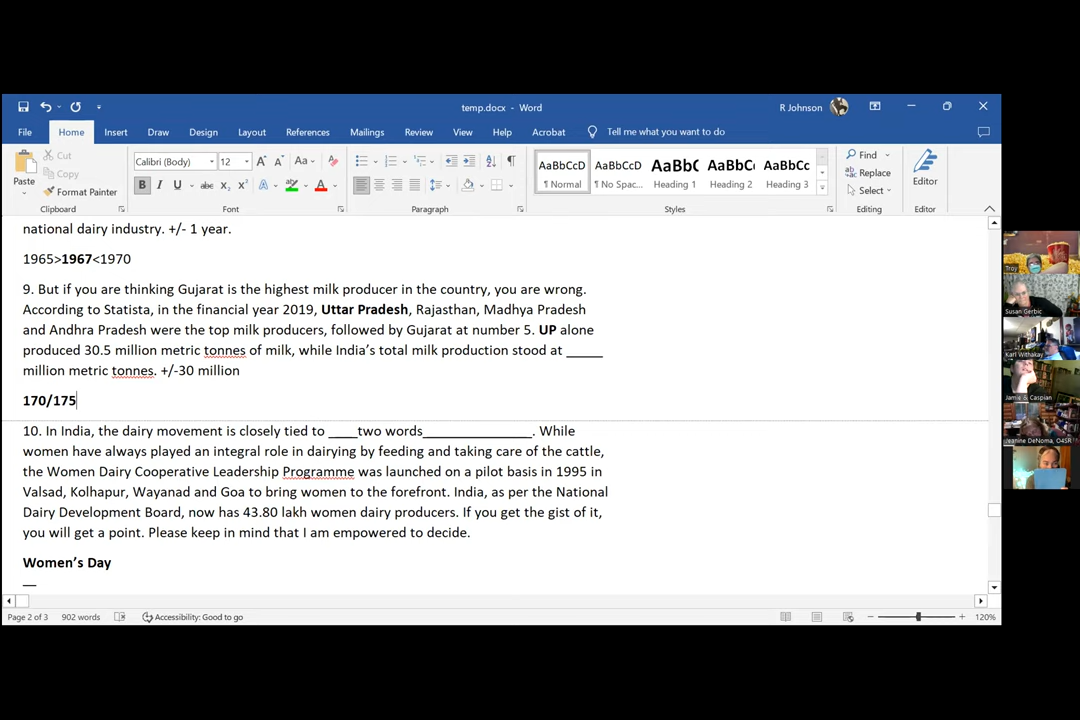 temp.docx - Word
R Johnson
File Home Insert Draw Design Layout References Mailings Review View Help Acrobat Tell me what you want to do
Paste
Cut
Copy
Format Painter
Clipboard
Calibri (Body) 12
Font
Paragraph
AaBbCcD AaBbCcD AaBbC AaBbCc AaBbCc
¶ Normal ¶ No Spac... Heading 1 Heading 2 Heading 3
Styles
Find
Replace
Select
Editing
Editor
Editor
national dairy industry. +/- 1 year.
1965>1967<1970
9. But if you are thinking Gujarat is the highest milk producer in the country, you are wrong.
According to Statista, in the financial year 2019, Uttar Pradesh, Rajasthan, Madhya Pradesh
and Andhra Pradesh were the top milk producers, followed by Gujarat at number 5. UP alone
produced 30.5 million metric tonnes of milk, while India’s total milk production stood at _____
million metric tonnes. +/-30 million
170/175
10. In India, the dairy movement is closely tied to ____two words_______________. While
women have always played an integral role in dairying by feeding and taking care of the cattle,
the Women Dairy Cooperative Leadership Programme was launched on a pilot basis in 1995 in
Valsad, Kolhapur, Wayanad and Goa to bring women to the forefront. India, as per the National
Dairy Development Board, now has 43.80 lakh women dairy producers. If you get the gist of it,
you will get a point. Please keep in mind that I am empowered to decide.
Women’s Day
Page 2 of 3 902 words Accessibility: Good to go 120%
Troy
Susan Gerbic
Karl Withakay
Jamie & Caspian
Jeanine DeNoma, O4SR